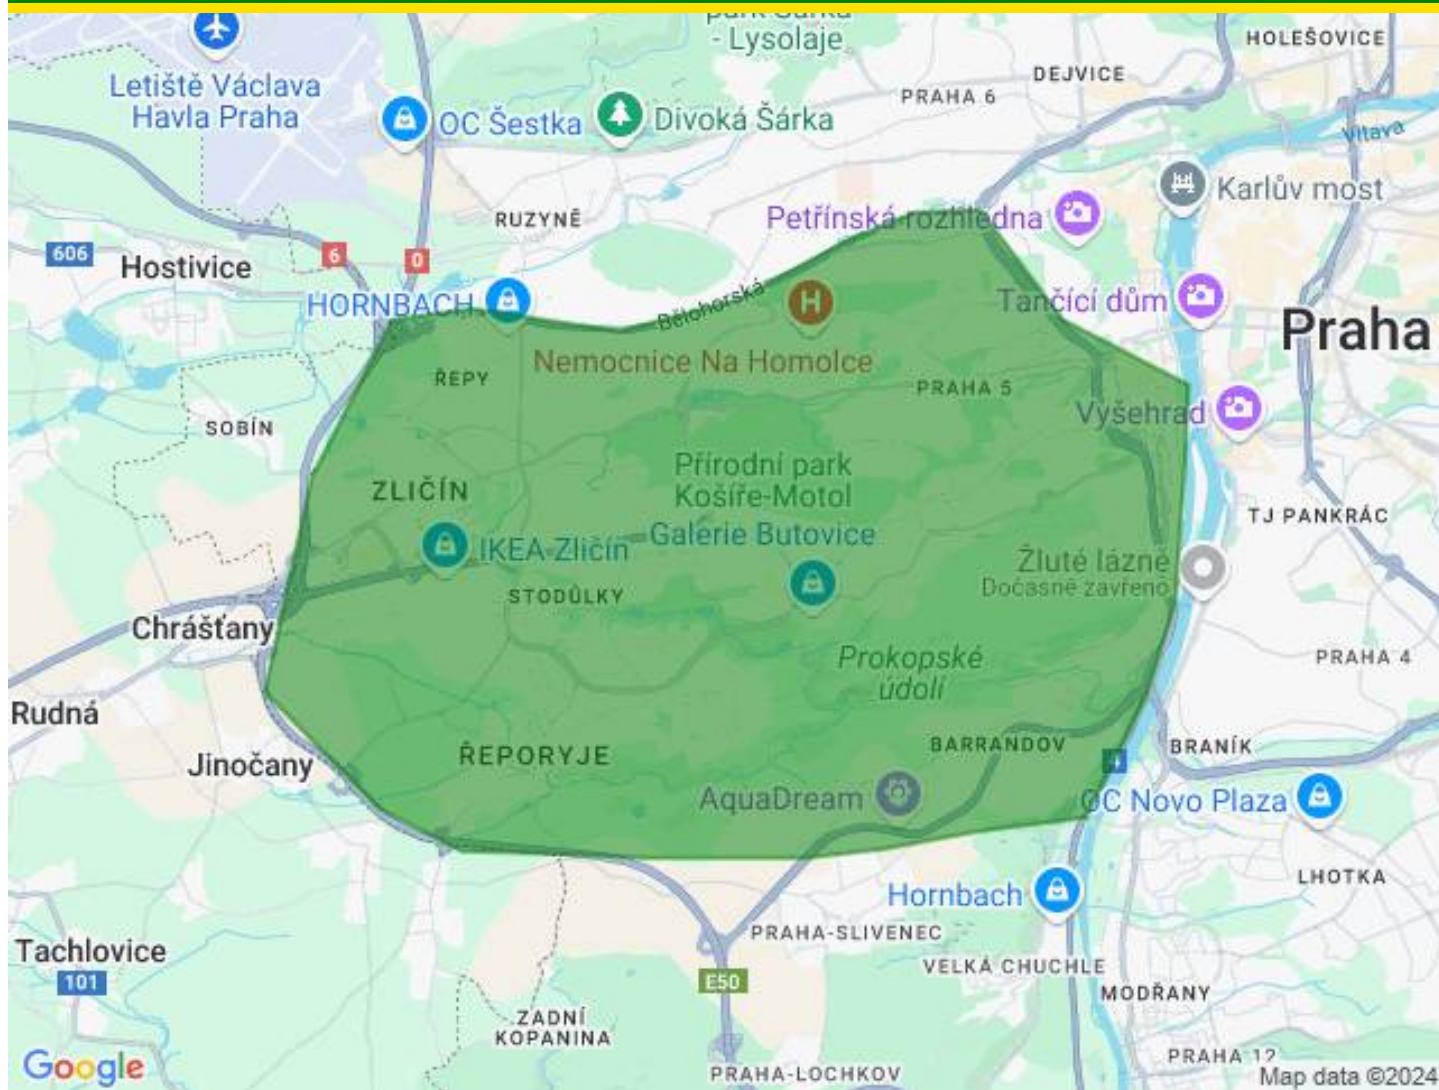 - Lysolaje
HOLEŠOVICE
DEJVICE
PRAHA 6
Letiště Václava
Havla Praha
OC Šestka
Divoká Šárka
Vltava
Karlův most
RUZYNĚ
Petřínská rozhledna
606
Hostivice
6
0
HORNBACH
Bělohorská
H
Tančící dům
Praha
Nemocnice Na Homolce
ŘEPY
PRAHA 5
Vyšehrad
SOBÍN
Přírodní park
Košíře-Motol
ZLIČÍN
TJ PANKRÁC
IKEA Zličín
Galerie Butovice
Žluté lázně
Dočasně zavřeno
STODŮLKY
Chrášťany
Prokopské
údolí
PRAHA 4
Rudná
Jinočany
ŘEPORYJE
BARRANDOV
BRANÍK
4
AquaDream
OC Novo Plaza
Hornbach
LHOTKA
PRAHA-SLIVENEC
Tachlovice
101
E50
VELKÁ CHUCHLE
MODŘANY
ZADNÍ
KOPANINA
PRAHA-LOCHKOV
PRAHA 12
Google
Map data ©2024